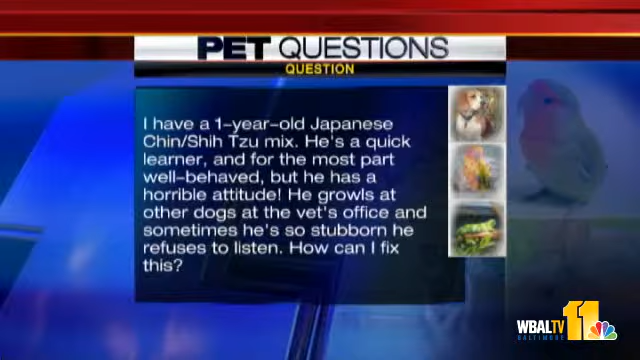 PET QUESTIONS
QUESTION
I have a 1-year-old Japanese
Chin/Shih Tzu mix. He's a quick
learner, and for the most part
well-behaved, but he has a
horrible attitude! He growls at
other dogs at the vet's office and
sometimes he's so stubborn he
refuses to listen. How can I fix
this?
WBALTV 11
BALTIMORE